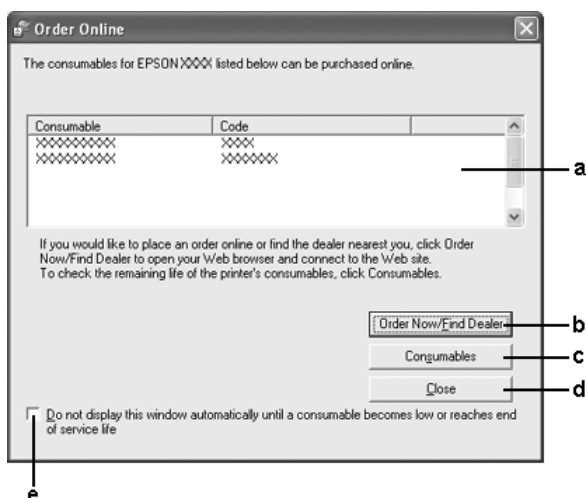 Order Online
The consumables for EPSON XXXX listed below can be purchased online.
Consumable Code
XXXXXXXXXX XXXX
XXXXXXXXXX XXXXXXX
a
If you would like to place an order online or find the dealer nearest you, click Order
Now/Find Dealer to open your Web browser and connect to the Web site.
To check the remaining life of the printer's consumables, click Consumables.
Order Now/Find Dealer b
Consumables c
Close d
Do not display this window automatically until a consumable becomes low or reaches end
of service life
e